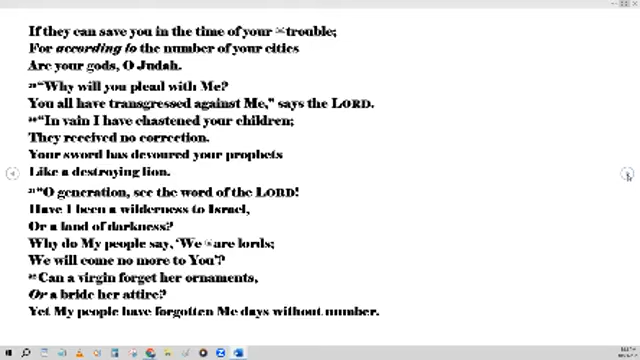 If they can save you in the time of your trouble;
For according to the number of your cities
Are your gods, O Judah.
29 “Why will you plead with Me?
You all have transgressed against Me,” says the LORD.
30 “In vain I have chastened your children;
They received no correction.
Your sword has devoured your prophets
Like a destroying lion.
31 “O generation, see the word of the LORD!
Have I been a wilderness to Israel,
Or a land of darkness?
Why do My people say, ‘We are lords;
We will come no more to You’?
32 Can a virgin forget her ornaments,
Or a bride her attire?
Yet My people have forgotten Me days without number.